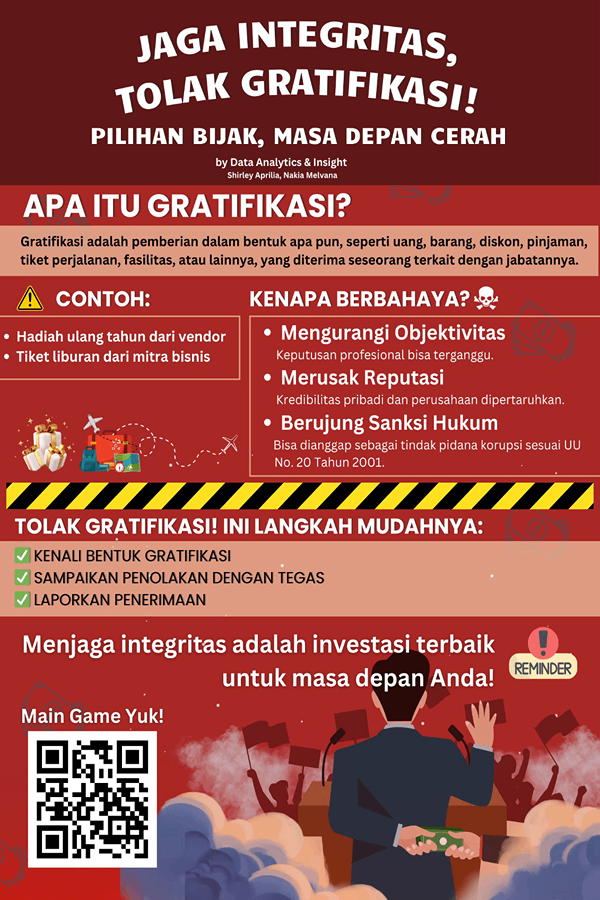 JAGA INTEGRITAS,
TOLAK GRATIFIKASI!
PILIHAN BIJAK, MASA DEPAN CERAH
by Data Analytics & Insight
Shirley Aprilia, Nakia Melvana
APA ITU GRATIFIKASI?
Gratifikasi adalah pemberian dalam bentuk apa pun, seperti uang, barang, diskon, pinjaman,
tiket perjalanan, fasilitas, atau lainnya, yang diterima seseorang terkait dengan jabatannya.
CONTOH:
• Hadiah ulang tahun dari vendor
• Tiket liburan dari mitra bisnis
KENAPA BERBAHAYA?
• Mengurangi Objektivitas
Keputusan profesional bisa terganggu.
• Merusak Reputasi
Kredibilitas pribadi dan perusahaan dipertaruhkan.
• Berujung Sanksi Hukum
Bisa dianggap sebagai tindak pidana korupsi sesuai UU
No. 20 Tahun 2001.
TOLAK GRATIFIKASI! INI LANGKAH MUDAHNYA:
✅ KENALI BENTUK GRATIFIKASI
✅ SAMPAIKAN PENOLAKAN DENGAN TEGAS
✅ LAPORKAN PENERIMAAN
Menjaga integritas adalah investasi terbaik
untuk masa depan Anda!
REMINDER
Main Game Yuk!